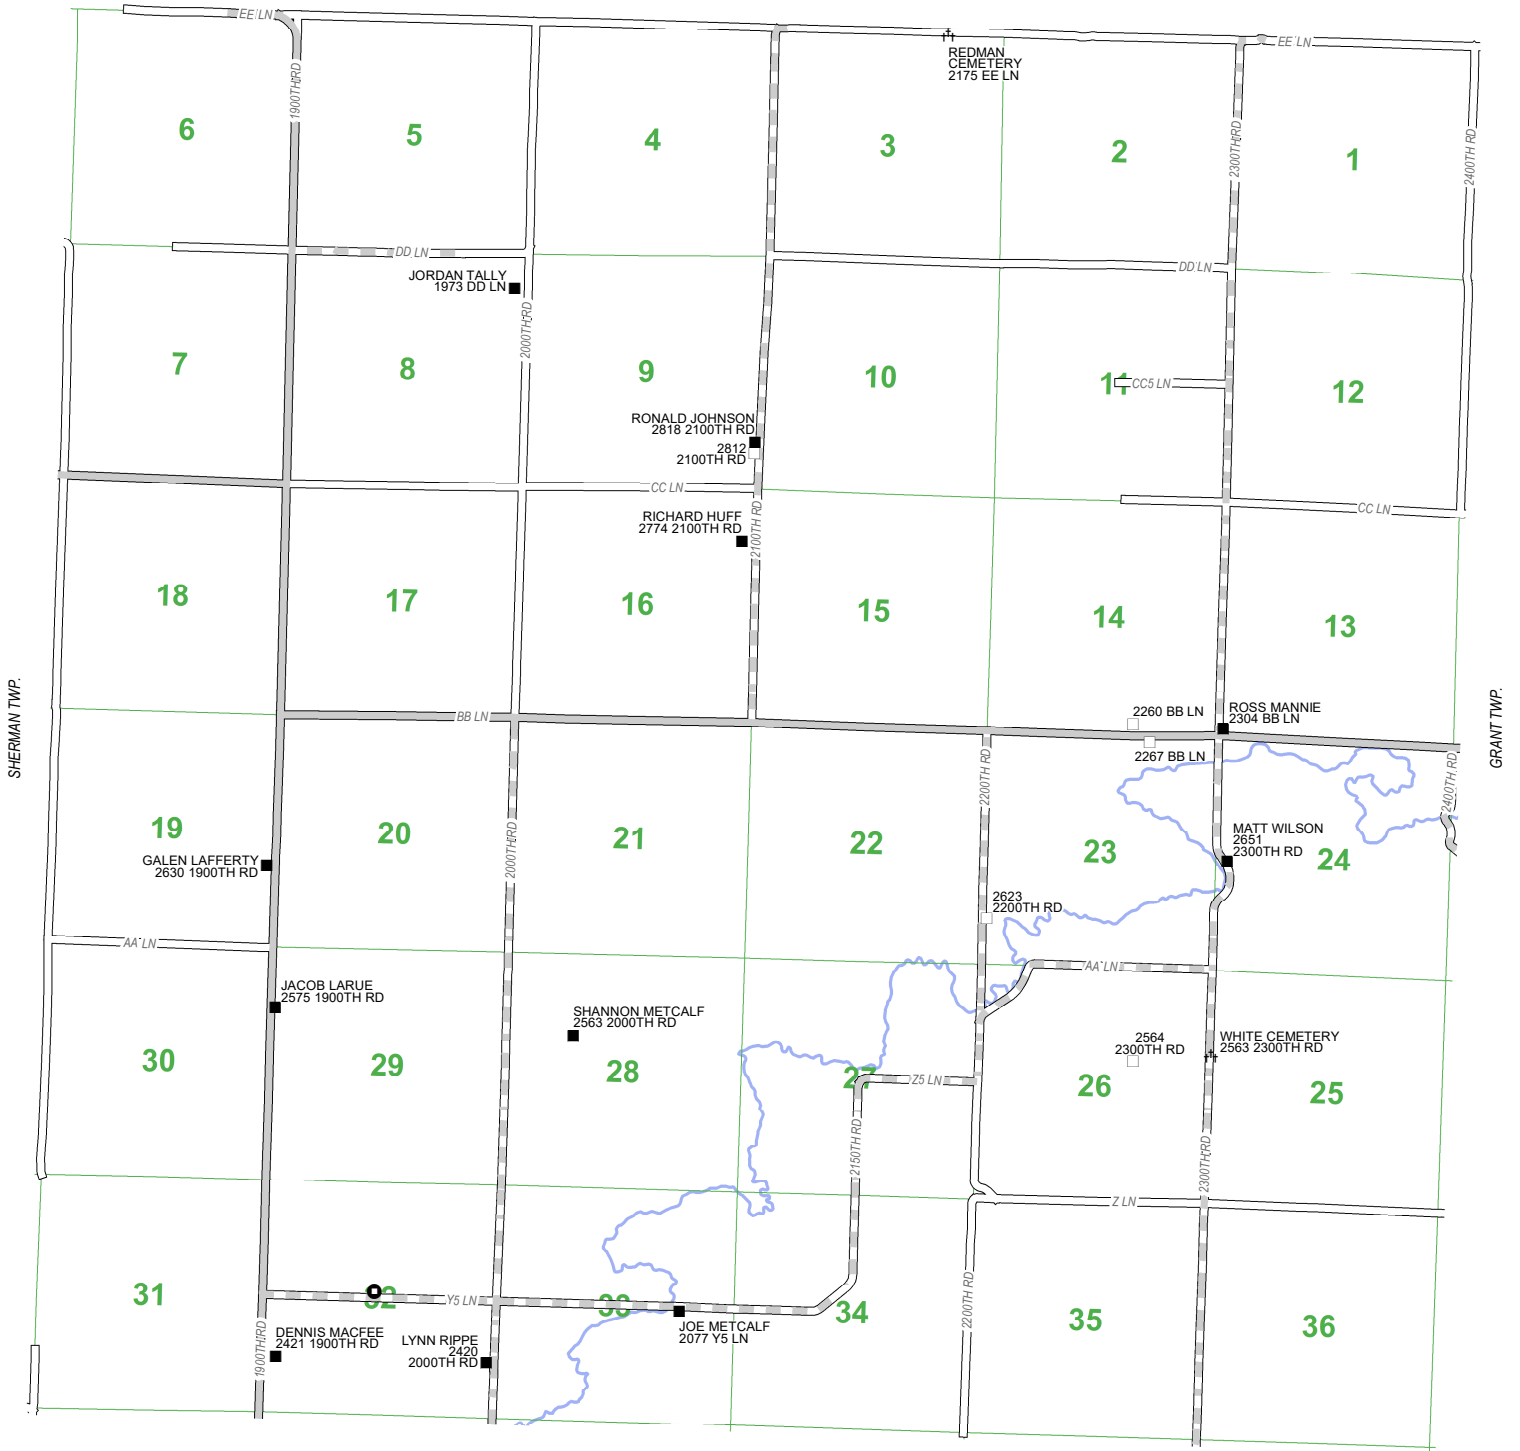 EE LN
EE LN
REDMAN
CEMETERY
2175 EE LN
1900TH RD
2300TH RD
2400TH RD
6
5
4
3
2
1
DD LN
DD LN
JORDAN TALLY
1973 DD LN
2000TH RD
7
8
9
10
11
CC5 LN
12
RONALD JOHNSON
2818 2100TH RD
2812
2100TH RD
CC LN
CC LN
RICHARD HUFF
2774 2100TH RD
2100TH RD
18
17
16
15
14
13
SHERMAN TWP.
GRANT TWP.
BB LN
2260 BB LN
ROSS MANNIE
2304 BB LN
2267 BB LN
2200TH RD
2400TH RD
19
20
21
22
23
24
MATT WILSON
2651
2300TH RD
2000TH RD
GALEN LAFFERTY
2630 1900TH RD
2623
2200TH RD
AA LN
AA LN
JACOB LARUE
2575 1900TH RD
SHANNON METCALF
2563 2000TH RD
2564
2300TH RD
WHITE CEMETERY
2563 2300TH RD
30
29
28
27
26
25
Z5 LN
2150TH RD
2300TH RD
Z LN
31
32
33
34
35
36
Y5 LN
2200TH RD
1900TH RD
DENNIS MACFEE
2421 1900TH RD
LYNN RIPPE
2420
2000TH RD
JOE METCALF
2077 Y5 LN